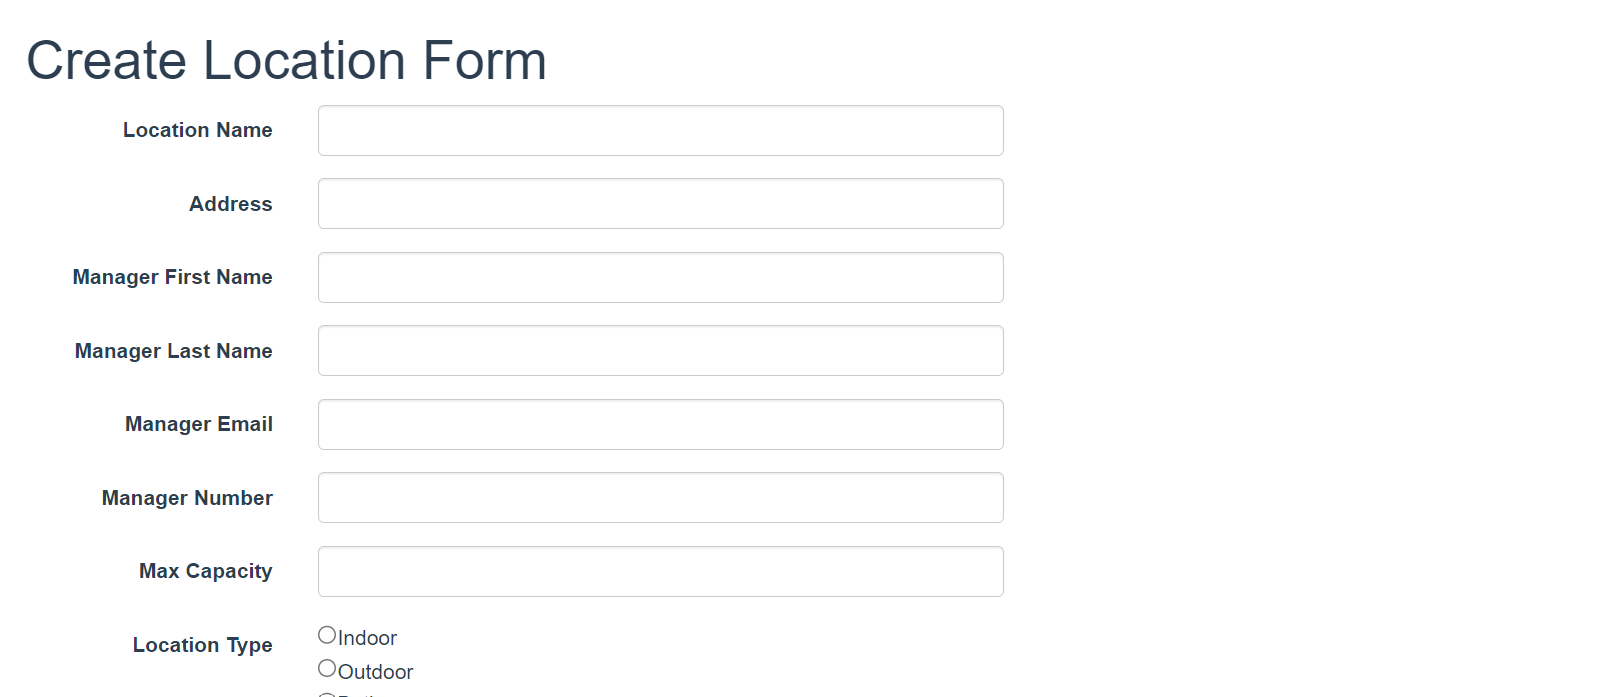 Create Location Form
Location Name
Address
Manager First Name
Manager Last Name
Manager Email
Manager Number
Max Capacity
Location Type
Indoor
Outdoor